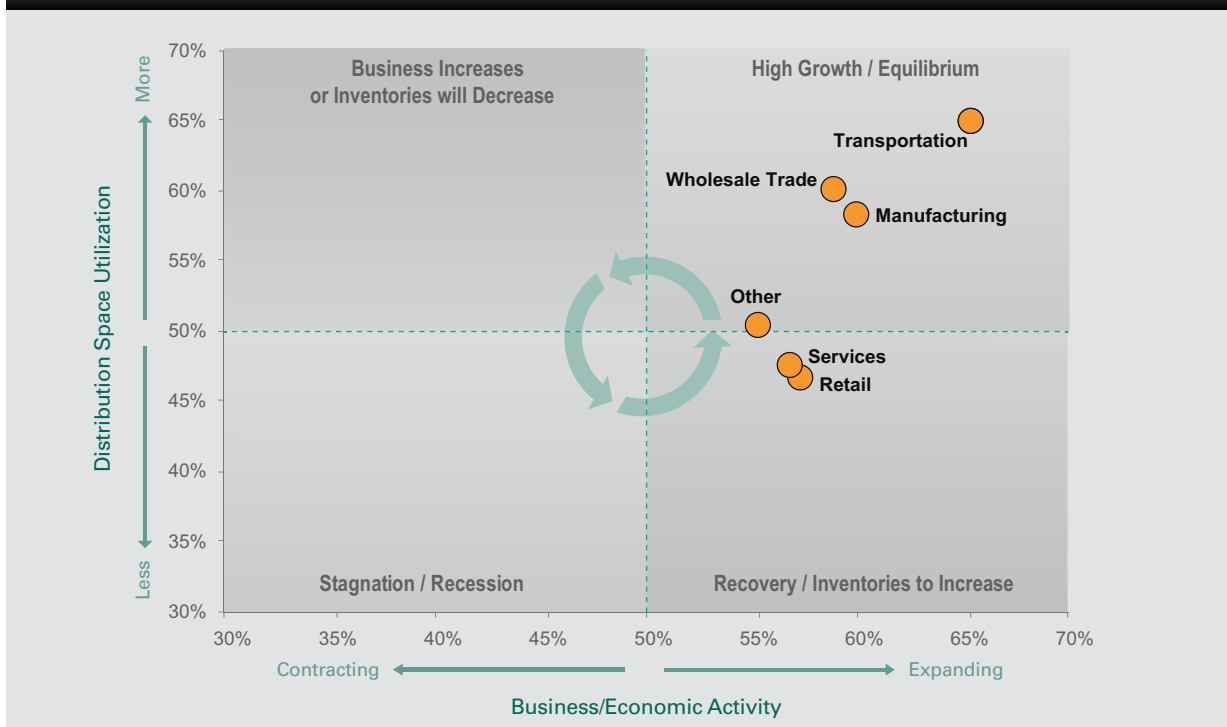 70%
65%
60%
55%
50%
45%
40%
35%
30%
More
Less
Distribution Space Utilization
Business Increases
or Inventories will Decrease
High Growth / Equilibrium
Transportation
Wholesale Trade
Manufacturing
Other
Services
Retail
Stagnation / Recession
Recovery / Inventories to Increase
30% 35% 40% 45% 50% 55% 60% 65% 70%
Contracting
Expanding
Business/Economic Activity